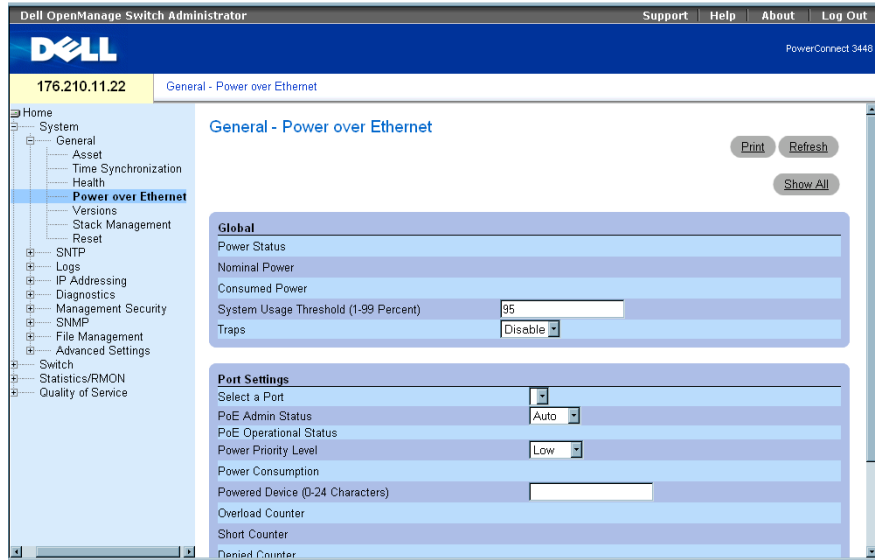 Dell OpenManage Switch Administrator
Support Help About Log Out
DELL
PowerConnect 3448
176.210.11.22
General - Power over Ethernet
Home
System
General
Asset
Time Synchronization
Health
Power over Ethernet
Versions
Stack Management
Reset
SNTP
Logs
IP Addressing
Diagnostics
Management Security
SNMP
File Management
Advanced Settings
Switch
Statistics/RMON
Quality of Service
General - Power over Ethernet
Print Refresh
Show All
Global
Power Status
Nominal Power
Consumed Power
System Usage Threshold (1-99 Percent) 95
Traps Disable
Port Settings
Select a Port
PoE Admin Status Auto
PoE Operational Status
Power Priority Level Low
Power Consumption
Powered Device (0-24 Characters)
Overload Counter
Short Counter
Denied Counter